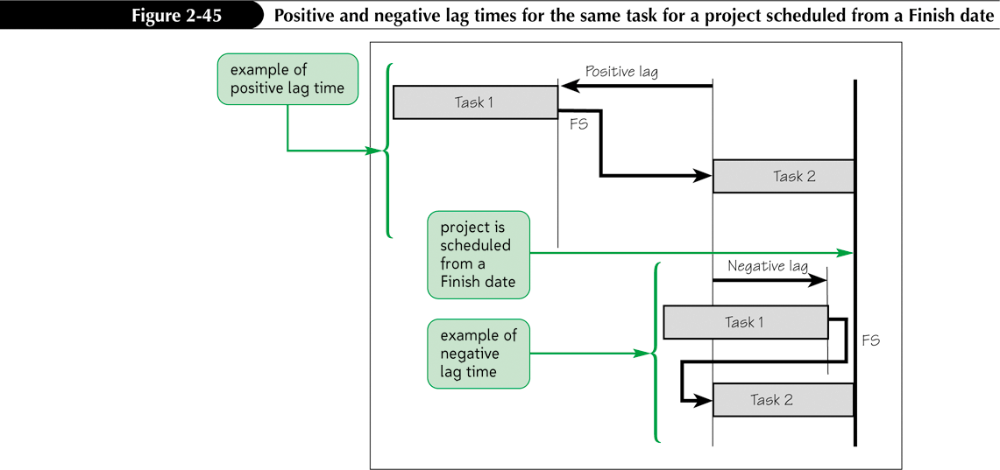 Figure 2-45 Positive and negative lag times for the same task for a project scheduled from a Finish date
example of
positive lag time
Positive lag
Task 1
FS
Task 2
project is
scheduled
from a
Finish date
Negative lag
example of
negative
lag time
Task 1
FS
Task 2